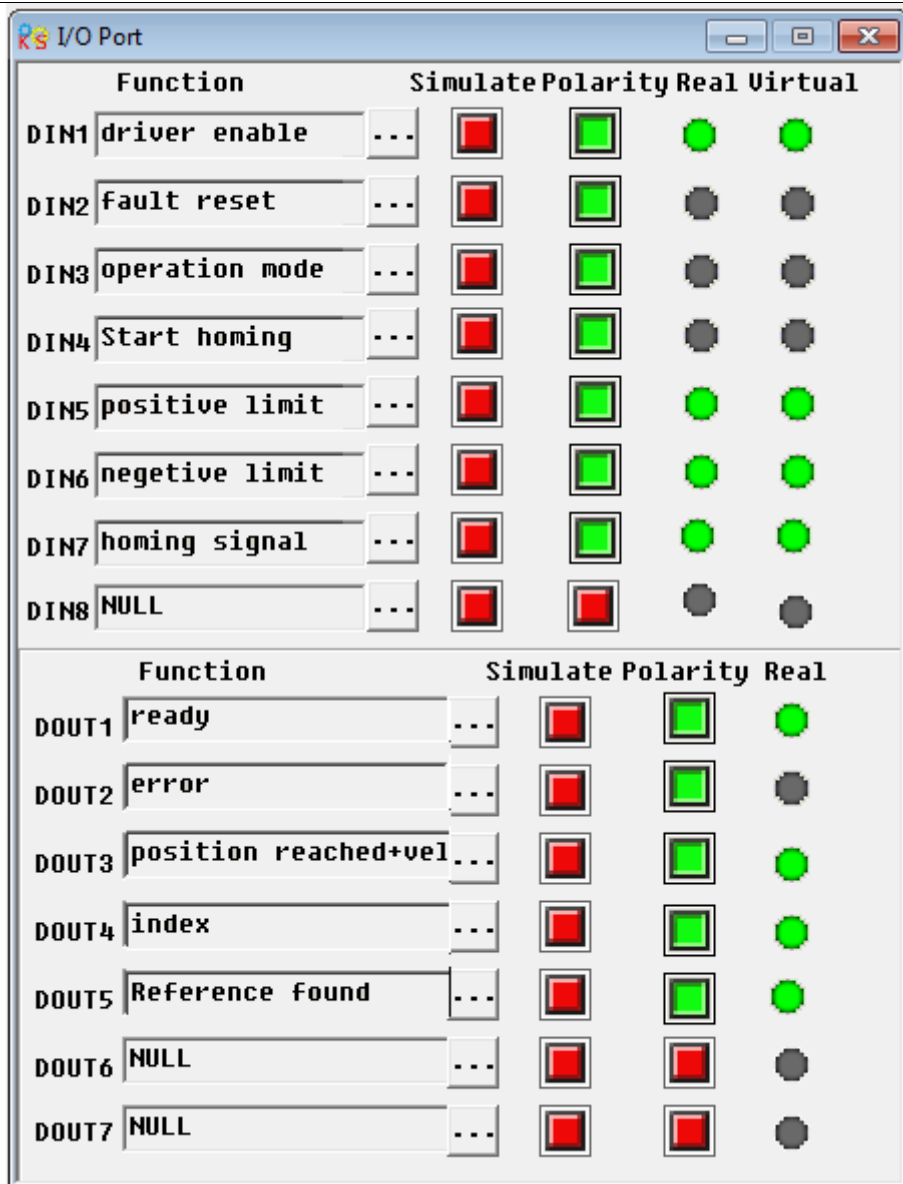 I/O Port
Function Simulate Polarity Real Virtual
DIN1 driver enable ...
DIN2 fault reset ...
DIN3 operation mode ...
DIN4 Start homing ...
DIN5 positive limit ...
DIN6 negetive limit ...
DIN7 homing signal ...
DIN8 NULL ...
Function Simulate Polarity Real
DOUT1 ready ...
DOUT2 error ...
DOUT3 position reached+vel ...
DOUT4 index ...
DOUT5 Reference found ...
DOUT6 NULL ...
DOUT7 NULL ...